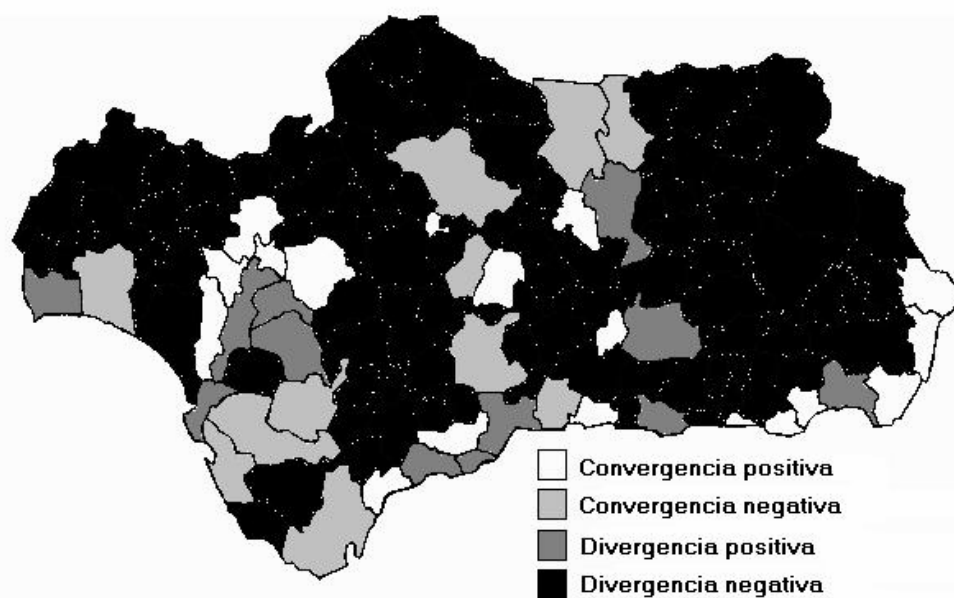 Convergencia positiva
Convergencia negativa
Divergencia positiva
Divergencia negativa